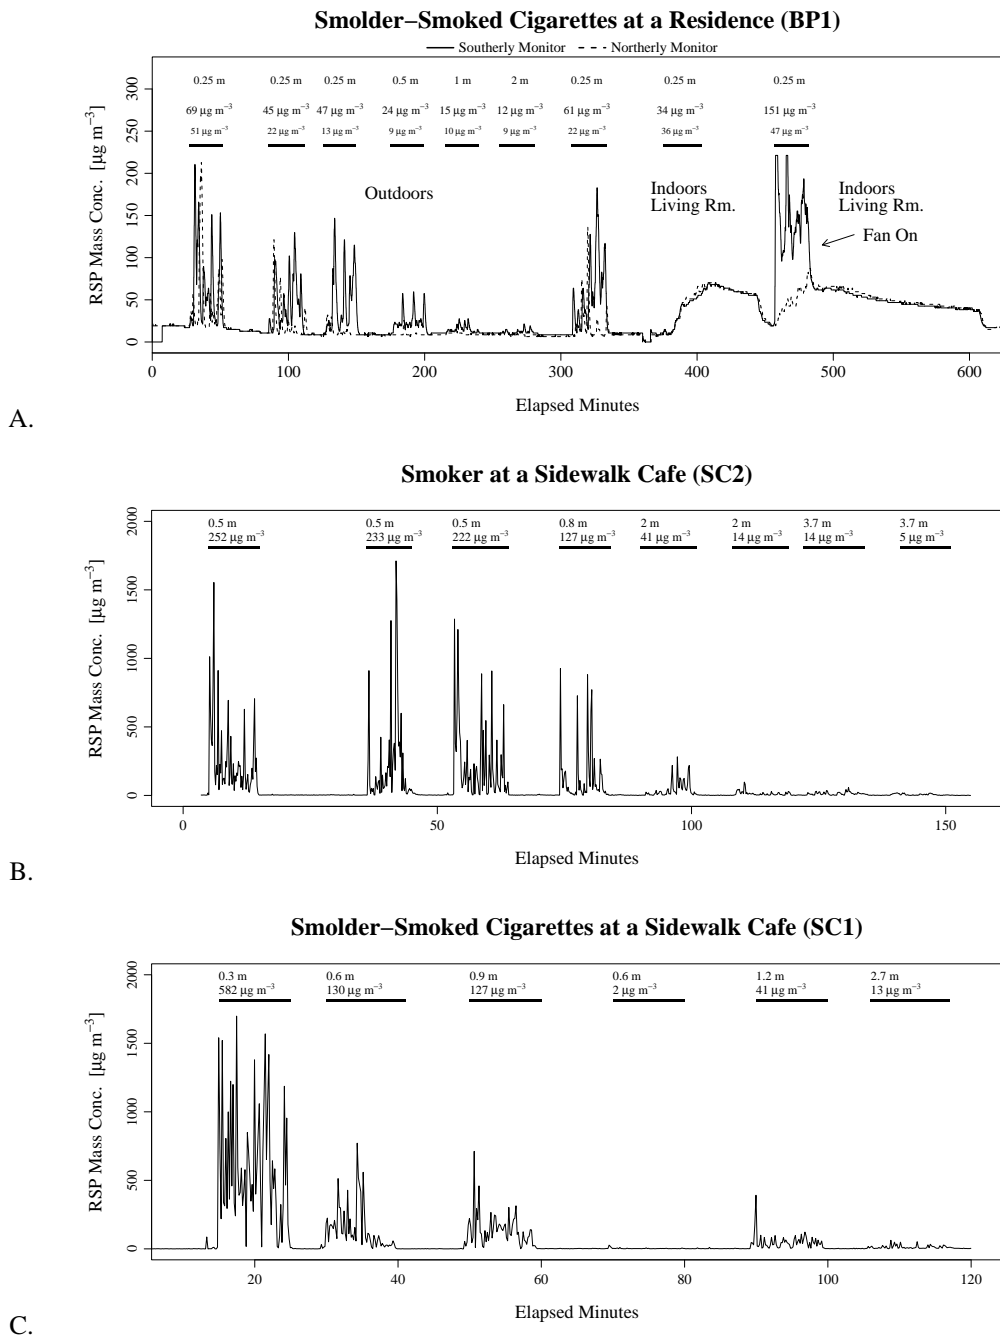 Smolder−Smoked Cigarettes at a Residence (BP1)
Southerly Monitor Northerly Monitor
0.25 m 0.25 m 0.25 m 0.5 m 1 m 2 m 0.25 m 0.25 m 0.25 m
69 µg m−3 45 µg m−3 47 µg m−3 24 µg m−3 15 µg m−3 12 µg m−3 61 µg m−3 34 µg m−3 151 µg m−3
51 µg m−3 22 µg m−3 13 µg m−3 9 µg m−3 10 µg m−3 9 µg m−3 22 µg m−3 36 µg m−3 47 µg m−3
RSP Mass Conc. [µg m−3]
300
250
200
150
100
50
0
Outdoors
Indoors
Living Rm.
Indoors
Living Rm.
Fan On
0 100 200 300 400 500 600
Elapsed Minutes
A.
Smoker at a Sidewalk Cafe (SC2)
0.5 m 0.5 m 0.5 m 0.8 m 2 m 2 m 3.7 m 3.7 m
252 µg m−3 233 µg m−3 222 µg m−3 127 µg m−3 41 µg m−3 14 µg m−3 14 µg m−3 5 µg m−3
RSP Mass Conc. [µg m−3]
2000
1500
1000
500
0
0 50 100 150
Elapsed Minutes
B.
Smolder−Smoked Cigarettes at a Sidewalk Cafe (SC1)
0.3 m 0.6 m 0.9 m 0.6 m 1.2 m 2.7 m
582 µg m−3 130 µg m−3 127 µg m−3 2 µg m−3 41 µg m−3 13 µg m−3
RSP Mass Conc. [µg m−3]
2000
1500
1000
500
0
20 40 60 80 100 120
Elapsed Minutes
C.